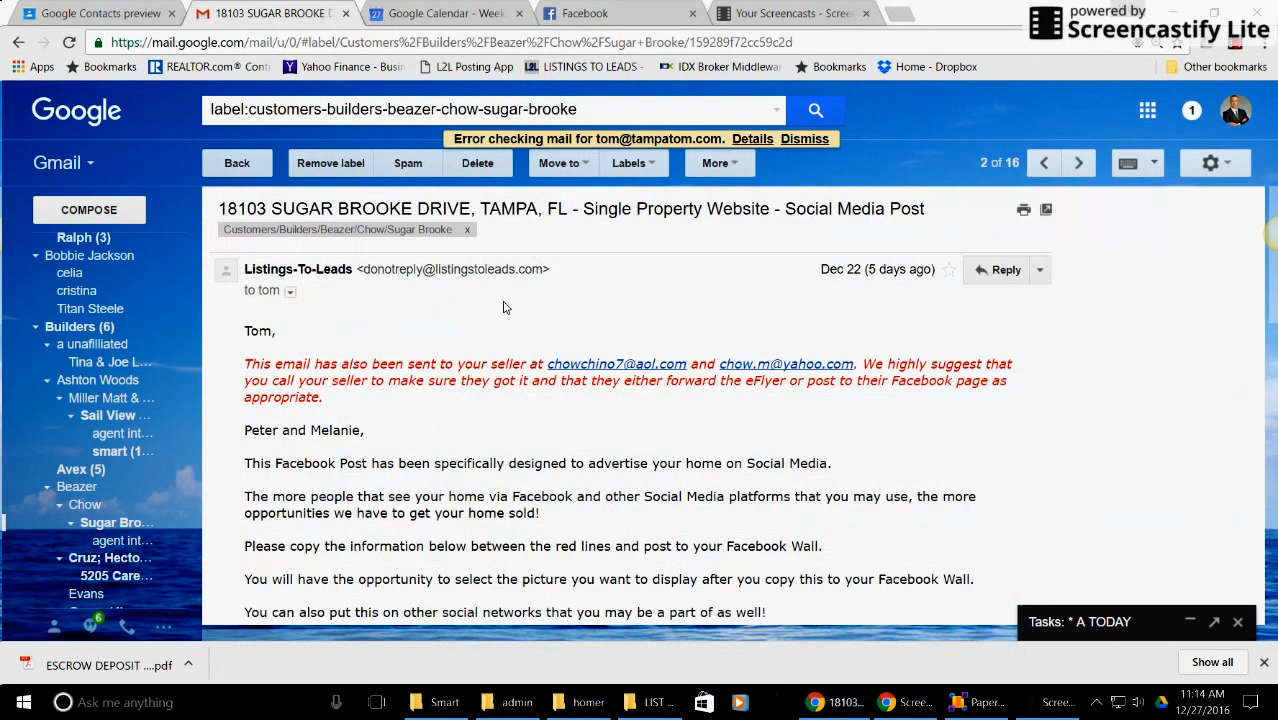 Google Contacts preview
18103 SUGAR BROOKE D
Google Calendar - Week
Facebook
Your Screencasts - Scree
powered by
Screencastify Lite
https://mail.google.com/mail/u/0/#label/Customers%2FBuilders%2FBeazer%2FChow%2FSugar+Brooke/159289f72cc59c2d
Apps
Bookmarks
REALTOR.com® Cont
Yahoo Finance - Busin
L2L Posting App
LISTINGS TO LEADS -
IDX Broker Middlewar
Bookmarks
Home - Dropbox
Other bookmarks
Google
label:customers-builders-beazer-chow-sugar-brooke
1
Error checking mail for tom@tampatom.com. Details Dismiss
Gmail
Back
Remove label
Spam
Delete
Move to
Labels
More
2 of 16
COMPOSE
Ralph (3)
Bobbie Jackson
celia
cristina
Titan Steele
Builders (6)
a unafilliated
Tina & Joe L...
Ashton Woods
Miller Matt & ...
Sail View ...
agent int...
smart (1...
Avex (5)
Beazer
Chow
Sugar Bro...
agent int...
Cruz; Hecto...
5205 Care...
Evans
6
18103 SUGAR BROOKE DRIVE, TAMPA, FL - Single Property Website - Social Media Post
Customers/Builders/Beazer/Chow/Sugar Brooke x
Listings-To-Leads <donotreply@listingstoleads.com>
Dec 22 (5 days ago)
Reply
to tom
Tom,
This email has also been sent to your seller at chowchino7@aol.com and chow.m@yahoo.com. We highly suggest that
you call your seller to make sure they got it and that they either forward the eFlyer or post to their Facebook page as
appropriate.
Peter and Melanie,
This Facebook Post has been specifically designed to advertise your home on Social Media.
The more people that see your home via Facebook and other Social Media platforms that you may use, the more
opportunities we have to get your home sold!
Please copy the information below between the red lines and post to your Facebook Wall.
You will have the opportunity to select the picture you want to display after you copy this to your Facebook Wall.
You can also put this on other social networks that you may be a part of as well!
Tasks: * A TODAY
ESCROW DEPOSIT ....pdf
Show all
Ask me anything
Smart
admin
homer
LIST ...
18103...
Scree...
Paper...
Scree...
11:14 AM
12/27/2016